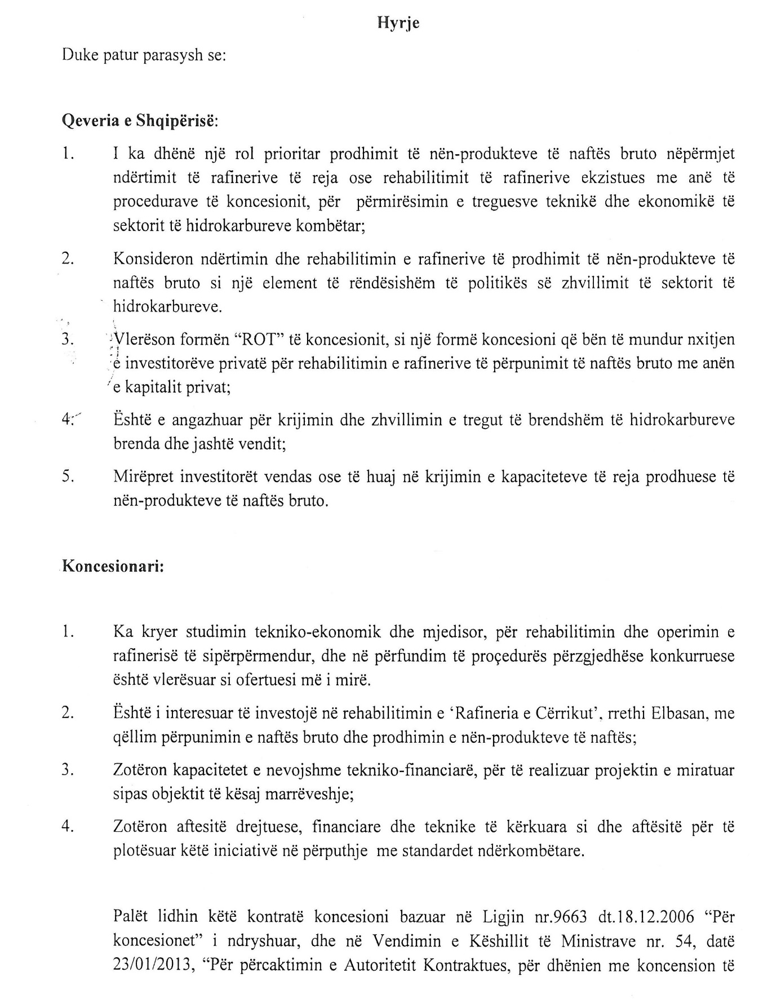 Hyrje
Duke patur parasysh se:
Qeveria e Shqipërisë:
1. I ka dhënë një rol prioritar prodhimit të nën-produkteve të naftës bruto nëpërmjet
ndërtimit të rafinerive të reja ose rehabilitimit të rafinerive ekzistues me anë të
procedurave të koncesionit, për përmirësimin e treguesve teknikë dhe ekonomikë të
sektorit të hidrokarbureve kombëtar;
2. Konsideron ndërtimin dhe rehabilitimin e rafinerive të prodhimit të nën-produkteve të
naftës bruto si një element të rëndësishëm të politikës së zhvillimit të sektorit të
hidrokarbureve.
3. Vlerëson formën “ROT” të koncesionit, si një formë koncesioni që bën të mundur nxitjen
e investitorëve privatë për rehabilitimin e rafinerive të përpunimit të naftës bruto me anën
e kapitalit privat;
4. Është e angazhuar për krijimin dhe zhvillimin e tregut të brendshëm të hidrokarbureve
brenda dhe jashtë vendit;
5. Mirëpret investitorët vendas ose të huaj në krijimin e kapaciteteve të reja prodhuese të
nën-produkteve të naftës bruto.
Koncesionari:
1. Ka kryer studimin tekniko-ekonomik dhe mjedisor, për rehabilitimin dhe operimin e
rafinerisë të sipërpërmendur, dhe në përfundim të proçedurës përzgjedhëse konkurruese
është vlerësuar si ofertuesi më i mirë.
2. Është i interesuar të investojë në rehabilitimin e ‘Rafineria e Cërrikut’, rrethi Elbasan, me
qëllim përpunimin e naftës bruto dhe prodhimin e nën-produkteve të naftës;
3. Zotëron kapacitetet e nevojshme tekniko-financiarë, për të realizuar projektin e miratuar
sipas objektit të kësaj marrëveshje;
4. Zotëron aftesitë drejtuese, financiare dhe teknike të kërkuara si dhe aftësitë për të
plotësuar këtë iniciativë në përputhje me standardet ndërkombëtare.
Palët lidhin këtë kontratë koncesioni bazuar në Ligjin nr.9663 dt.18.12.2006 “Për
koncesionet” i ndryshuar, dhe në Vendimin e Këshillit të Ministrave nr. 54, datë
23/01/2013, “Për përcaktimin e Autoritetit Kontraktues, për dhënien me koncension të